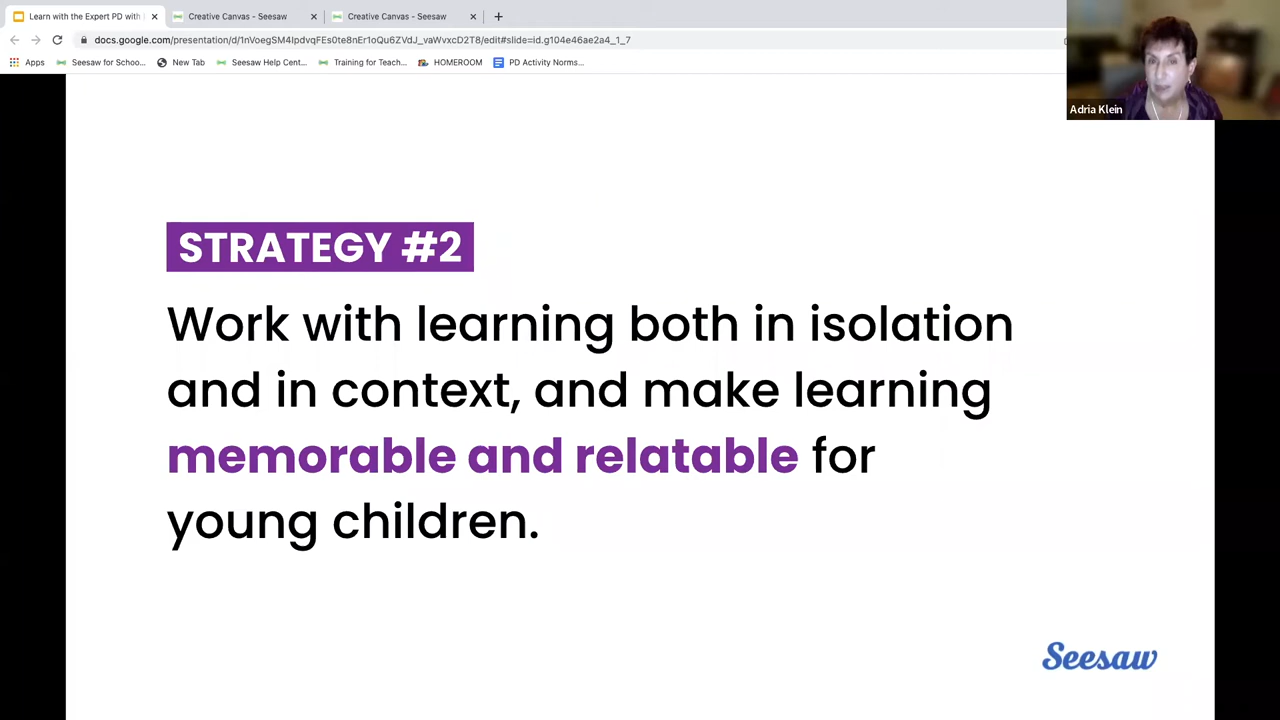 Learn with the Expert PD with
Creative Canvas - Seesaw
Creative Canvas - Seesaw
docs.google.com/presentation/d/1nVoegSM4IpdvqFEs0te8nEr1oQu6ZVdJ_vaWvxcD2T8/edit#slide=id.g104e46ae2a4_1_7
Apps
Seesaw for Schoo...
New Tab
Seesaw Help Cent...
Training for Teach...
HOMEROOM
PD Activity Norms...
Adria Klein
STRATEGY #2
Work with learning both in isolation
and in context, and make learning
memorable and relatable for
young children.
Seesaw